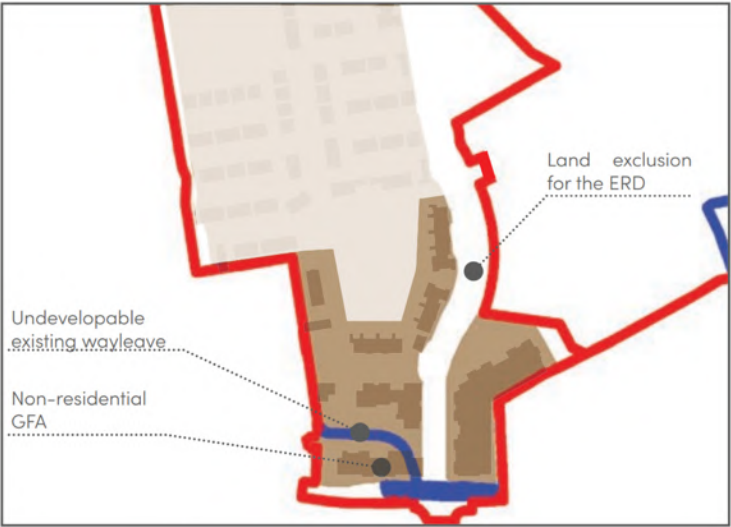 Land exclusion
for the ERD
Undevelopable
existing wayleave
Non-residential
GFA